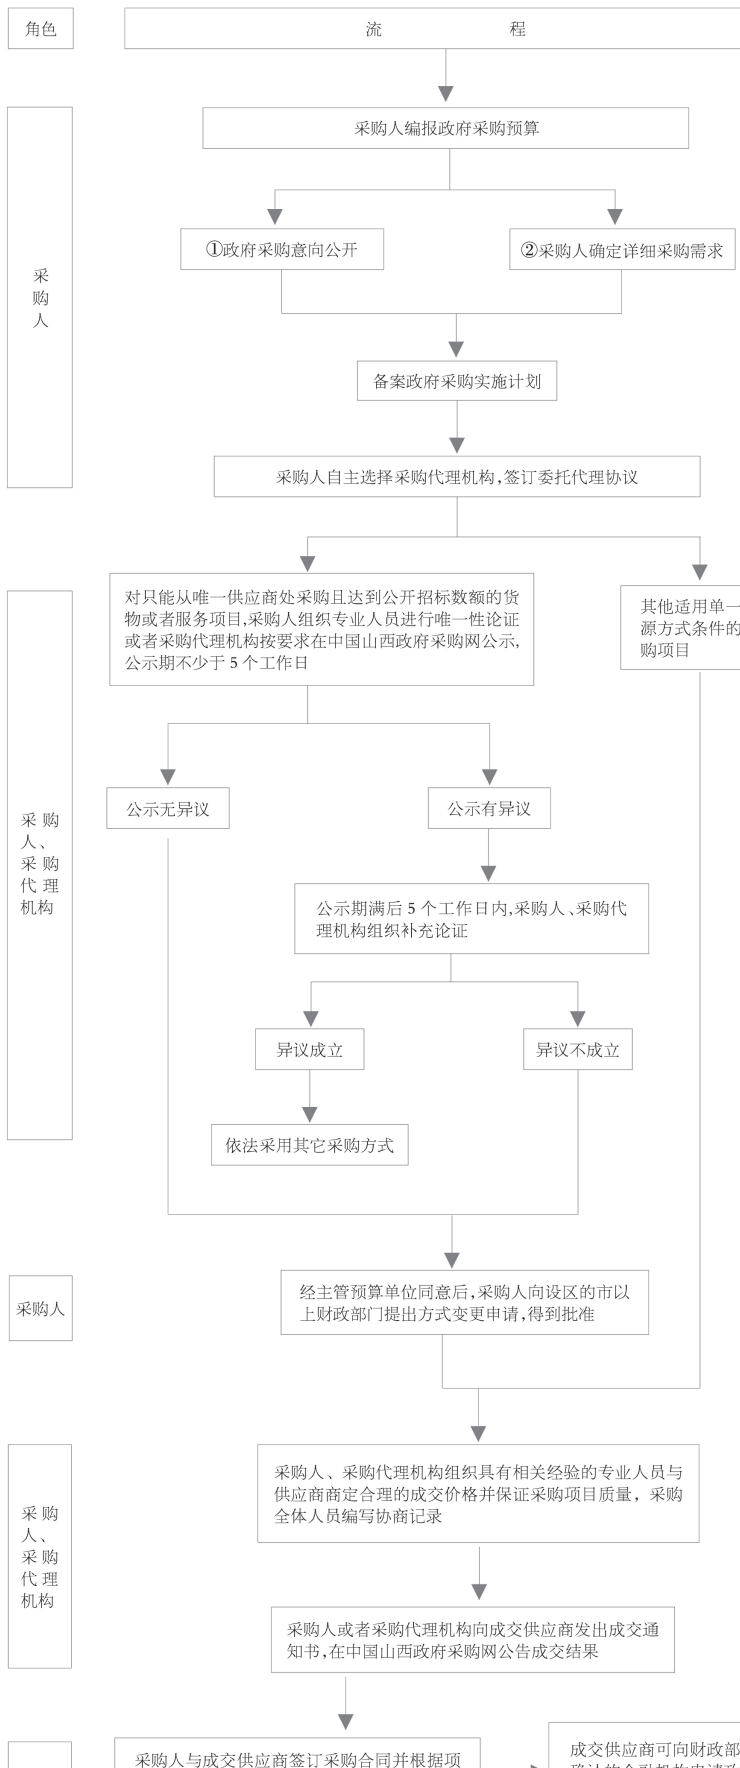 角色
流 程
采购人编报政府采购预算
①政府采购意向公开
②采购人确定详细采购需求
采
购
人
备案政府采购实施计划
采购人自主选择采购代理机构,签订委托代理协议
对只能从唯一供应商处采购且达到公开招标数额的货
物或者服务项目,采购人组织专业人员进行唯一性论证
或者采购代理机构按要求在中国山西政府采购网公示,
公示期不少于 5 个工作日
其他适用单一
源方式条件的
购项目
公示无异议
公示有异议
采 购
人、
采 购
代 理
机构
公示期满后 5 个工作日内,采购人、采购代
理机构组织补充论证
异议成立
异议不成立
依法采用其它采购方式
采购人
经主管预算单位同意后,采购人向设区的市以
上财政部门提出方式变更申请,得到批准
采 购
人、
采 购
代 理
机构
采购人、采购代理机构组织具有相关经验的专业人员与
供应商商定合理的成交价格并保证采购项目质量，采购
全体人员编写协商记录
采购人或者采购代理机构向成交供应商发出成交通
知书,在中国山西政府采购网公告成交结果
采购人与成交供应商签订采购合同并根据项
成交供应商可向财政部